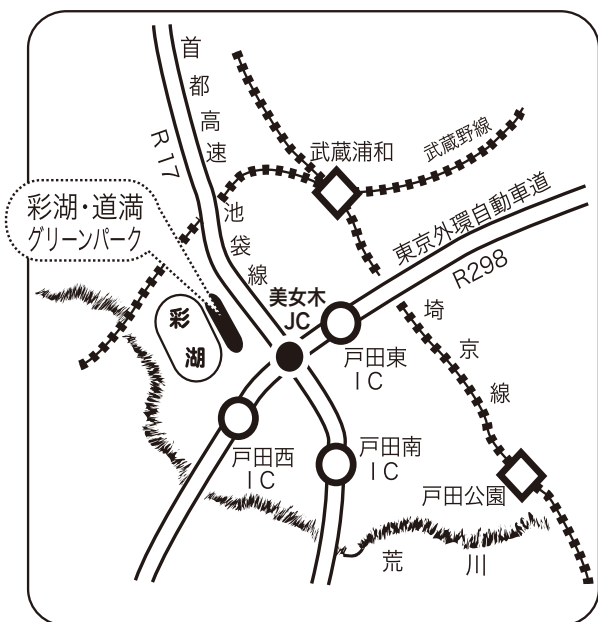 首都高速池袋線
R17
武蔵浦和
武蔵野線
彩湖・道満
グリーンパーク
東京外環自動車道
R298
美女木
JC
彩湖
戸田東
IC
埼京線
戸田西
IC
戸田南
IC
戸田公園
荒川